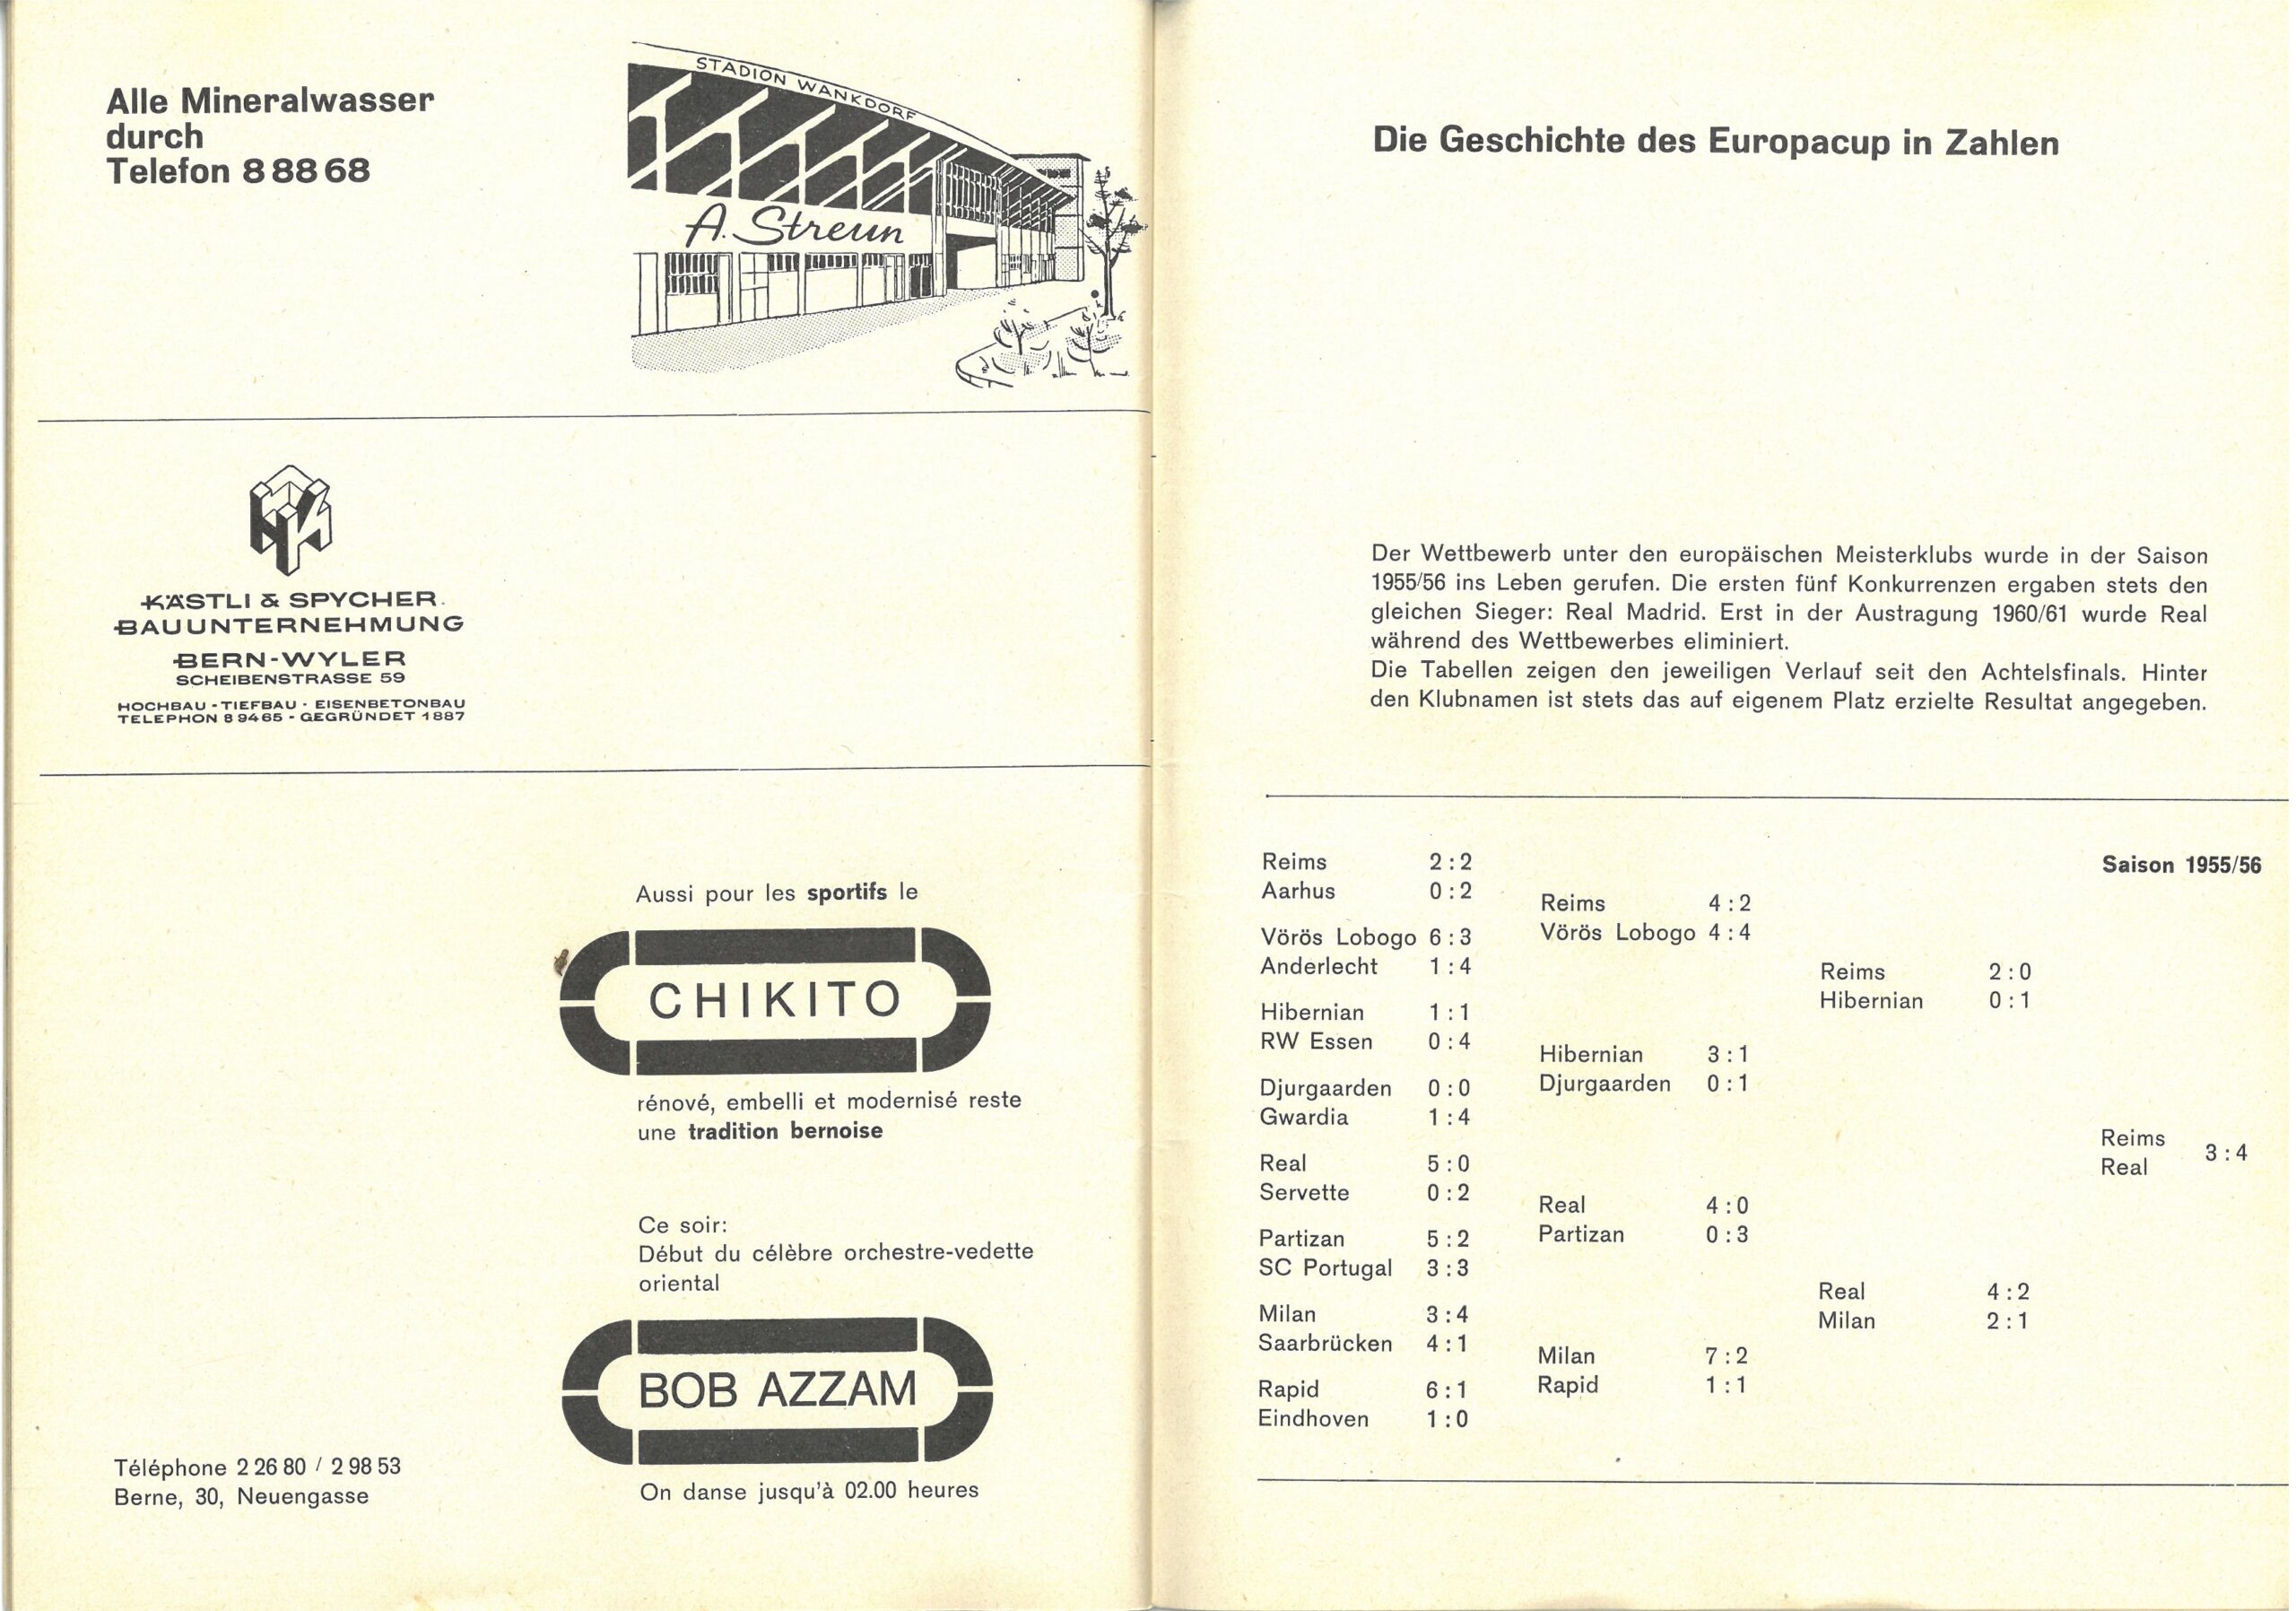 Alle Mineralwasser
durch
Telefon 8 88 68
STADION WANKDORF
A. Streun
KÄSTLI & SPYCHER
BAUUNTERNEHMUNG
BERN-WYLER
SCHEIBENSTRASSE 59
HOCHBAU - TIEFBAU - EISENBETONBAU
TELEPHON 8 94 65 - GEGRÜNDET 1887
Aussi pour les sportifs le
CHIKITO
rénové, embelli et modernisé reste
une tradition bernoise
Ce soir:
Début du célèbre orchestre-vedette
oriental
BOB AZZAM
On danse jusqu'à 02.00 heures
Téléphone 2 26 80 / 2 98 53
Berne, 30, Neuengasse
Die Geschichte des Europacup in Zahlen
Der Wettbewerb unter den europäischen Meisterklubs wurde in der Saison
1955/56 ins Leben gerufen. Die ersten fünf Konkurrenzen ergaben stets den
gleichen Sieger: Real Madrid. Erst in der Austragung 1960/61 wurde Real
während des Wettbewerbes eliminiert.
Die Tabellen zeigen den jeweiligen Verlauf seit den Achtelsfinals. Hinter
den Klubnamen ist stets das auf eigenem Platz erzielte Resultat angegeben.
Saison 1955/56
Reims 2 : 2
Aarhus 0 : 2
Vörös Lobogo 6 : 3
Anderlecht 1 : 4
Hibernian 1 : 1
RW Essen 0 : 4
Djurgaarden 0 : 0
Gwardia 1 : 4
Real 5 : 0
Servette 0 : 2
Partizan 5 : 2
SC Portugal 3 : 3
Milan 3 : 4
Saarbrücken 4 : 1
Rapid 6 : 1
Eindhoven 1 : 0
Reims 4 : 2
Vörös Lobogo 4 : 4
Hibernian 3 : 1
Djurgaarden 0 : 1
Real 4 : 0
Partizan 0 : 3
Milan 7 : 2
Rapid 1 : 1
Reims 2 : 0
Hibernian 0 : 1
Real 4 : 2
Milan 2 : 1
Reims
Real 3 : 4